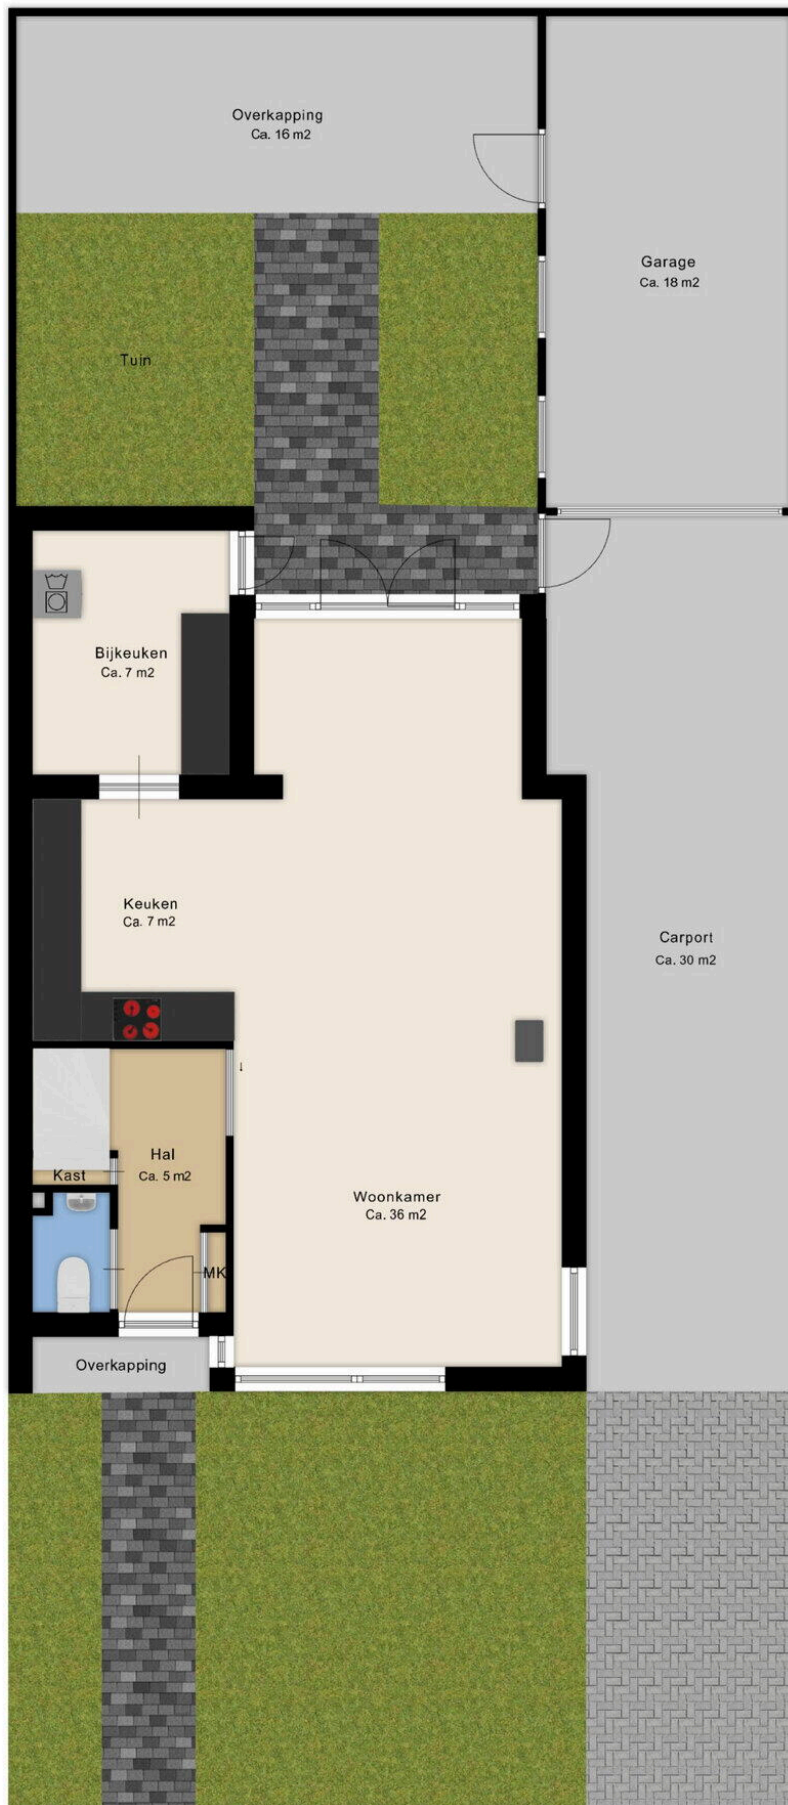 Overkapping
Ca. 16 m2
Garage
Ca. 18 m2
Tuin
Bijkeuken
Ca. 7 m2
Keuken
Ca. 7 m2
Carport
Ca. 30 m2
Hal
Ca. 5 m2
Kast
Woonkamer
Ca. 36 m2
MK
Overkapping